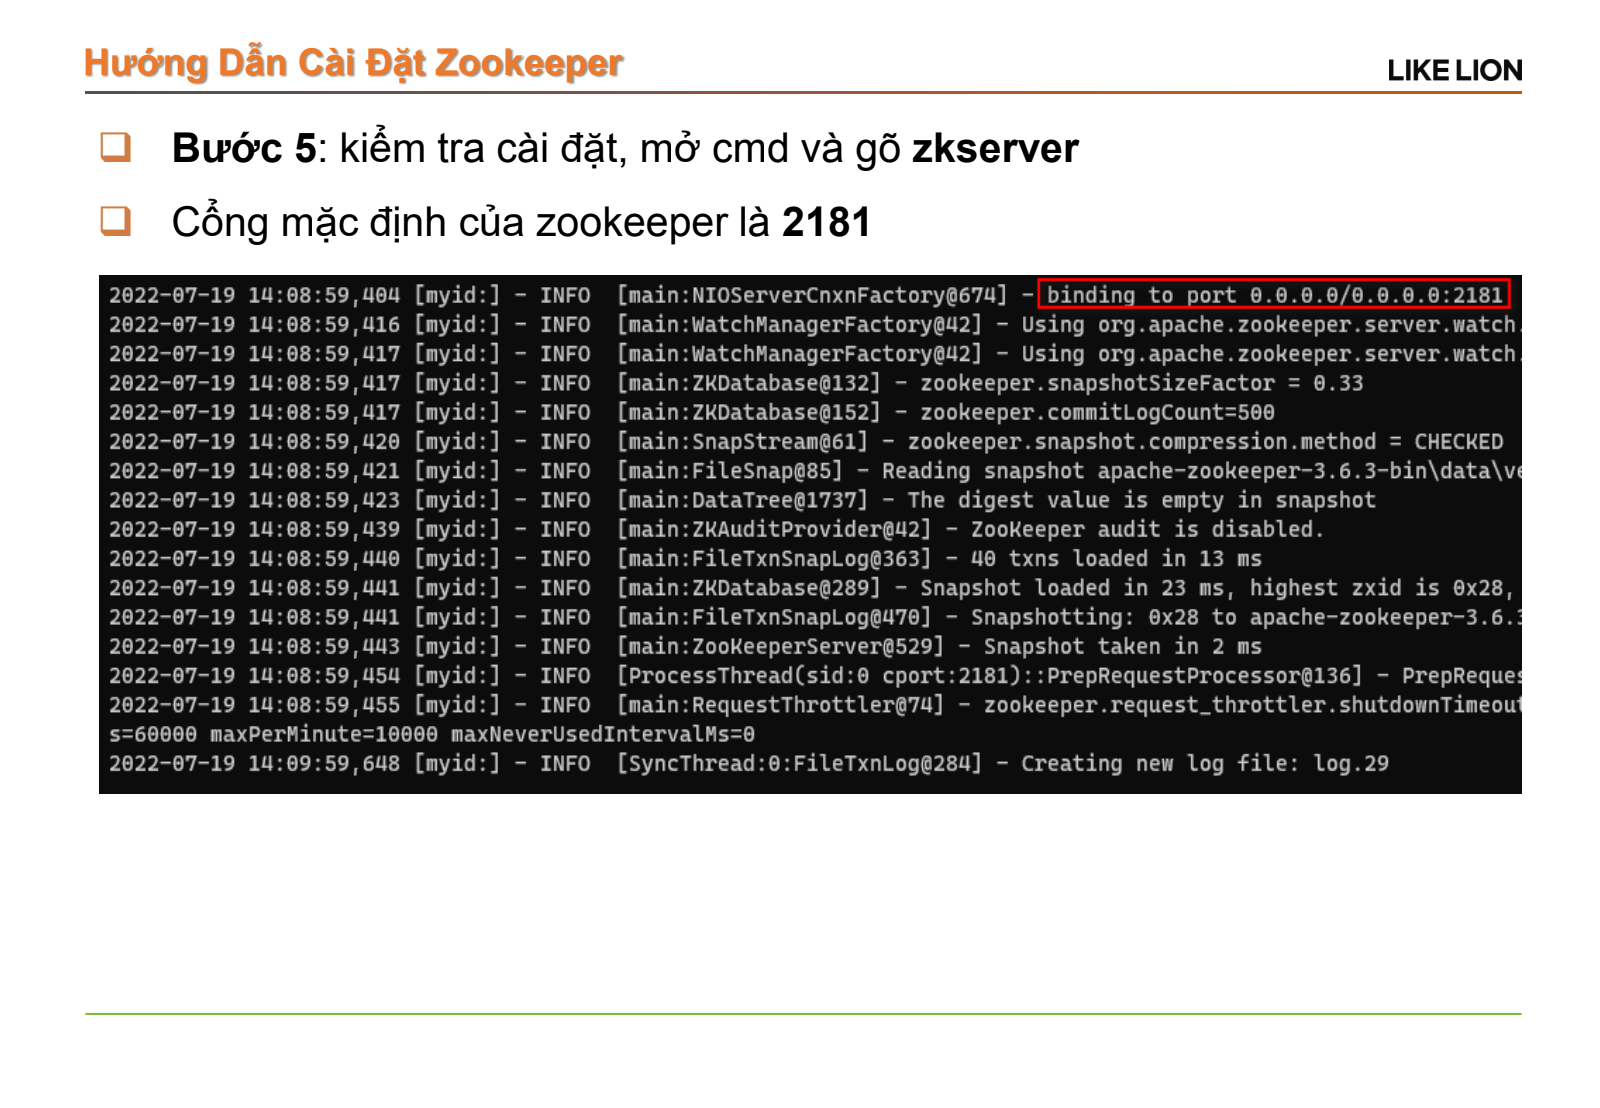 Hướng Dẫn Cài Đặt Zookeeper
LIKE LION
Bước 5: kiểm tra cài đặt, mở cmd và gõ zkserver
Cổng mặc định của zookeeper là 2181
2022-07-19 14:08:59,404 [myid:] - INFO  [main:NIOServerCnxnFactory@674] - binding to port 0.0.0.0/0.0.0.0:2181
2022-07-19 14:08:59,416 [myid:] - INFO  [main:WatchManagerFactory@42] - Using org.apache.zookeeper.server.watch.
2022-07-19 14:08:59,417 [myid:] - INFO  [main:WatchManagerFactory@42] - Using org.apache.zookeeper.server.watch.
2022-07-19 14:08:59,417 [myid:] - INFO  [main:ZKDatabase@132] - zookeeper.snapshotSizeFactor = 0.33
2022-07-19 14:08:59,417 [myid:] - INFO  [main:ZKDatabase@152] - zookeeper.commitLogCount=500
2022-07-19 14:08:59,420 [myid:] - INFO  [main:SnapStream@61] - zookeeper.snapshot.compression.method = CHECKED
2022-07-19 14:08:59,421 [myid:] - INFO  [main:FileSnap@85] - Reading snapshot apache-zookeeper-3.6.3-bin\data\ve
2022-07-19 14:08:59,423 [myid:] - INFO  [main:DataTree@1737] - The digest value is empty in snapshot
2022-07-19 14:08:59,439 [myid:] - INFO  [main:ZKAuditProvider@42] - ZooKeeper audit is disabled.
2022-07-19 14:08:59,440 [myid:] - INFO  [main:FileTxnSnapLog@363] - 40 txns loaded in 13 ms
2022-07-19 14:08:59,441 [myid:] - INFO  [main:ZKDatabase@289] - Snapshot loaded in 23 ms, highest zxid is 0x28,
2022-07-19 14:08:59,441 [myid:] - INFO  [main:FileTxnSnapLog@470] - Snapshotting: 0x28 to apache-zookeeper-3.6.3
2022-07-19 14:08:59,443 [myid:] - INFO  [main:ZooKeeperServer@529] - Snapshot taken in 2 ms
2022-07-19 14:08:59,454 [myid:] - INFO  [ProcessThread(sid:0 cport:2181)::PrepRequestProcessor@136] - PrepReques
2022-07-19 14:08:59,455 [myid:] - INFO  [main:RequestThrottler@74] - zookeeper.request_throttler.shutdownTimeout
s=60000 maxPerMinute=10000 maxNeverUsedIntervalMs=0
2022-07-19 14:09:59,648 [myid:] - INFO  [SyncThread:0:FileTxnLog@284] - Creating new log file: log.29